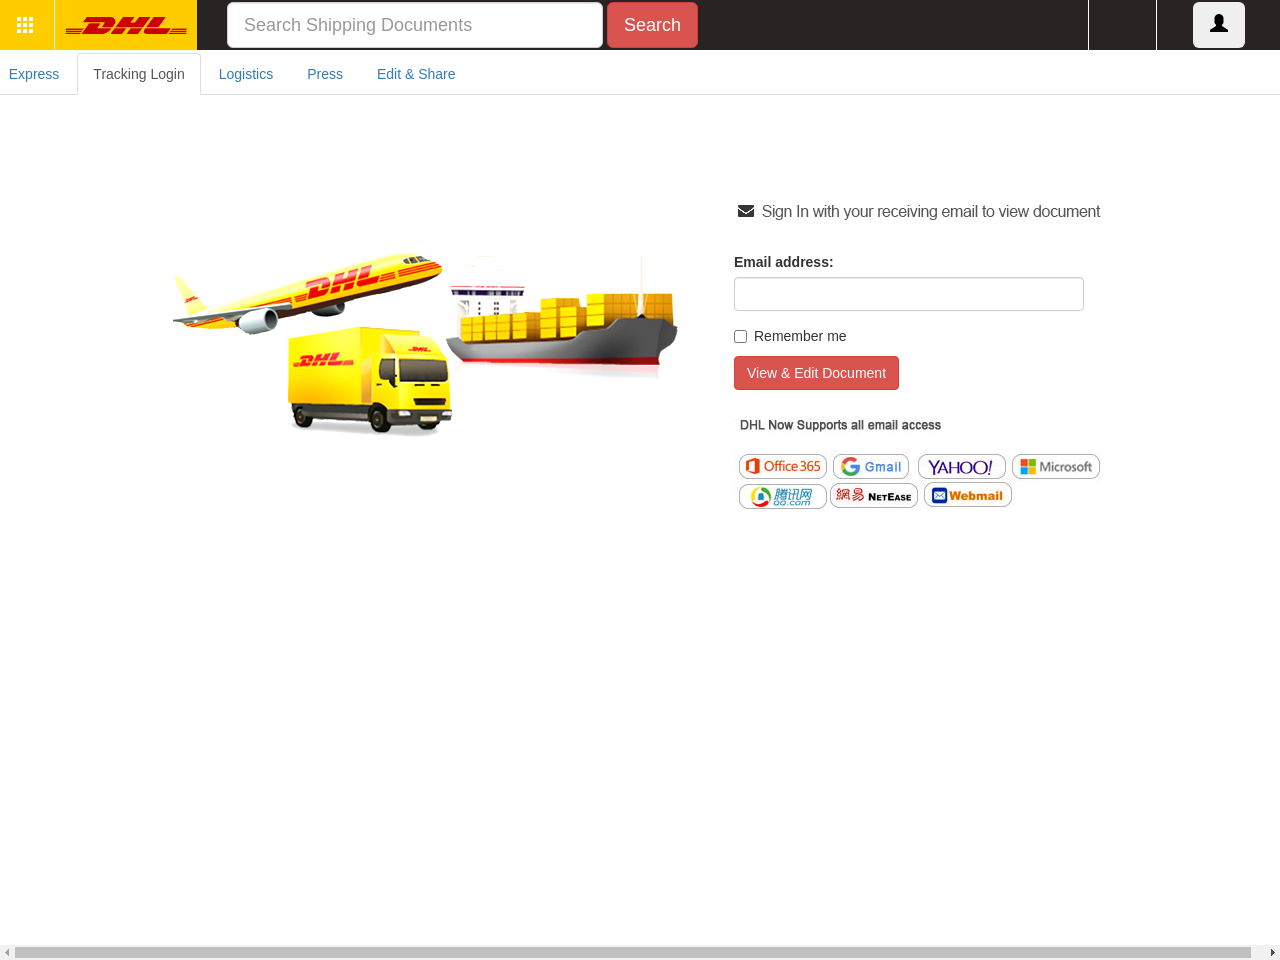 DHL
Search Shipping Documents
Search
Express
Tracking Login
Logistics
Press
Edit & Share
Sign In with your receiving email to view document
Email address:
Remember me
View & Edit Document
DHL Now Supports all email access
Office 365
Gmail
YAHOO!
Microsoft
腾讯网
QQ.com
網易 NETEASE
Webmail
DHL
DHL
DHL
DHL